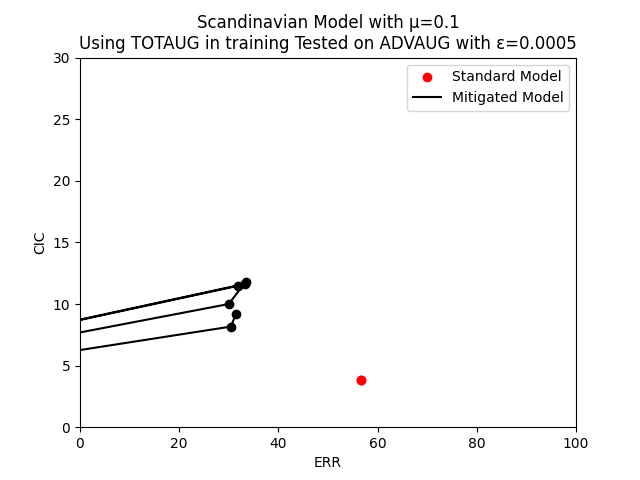 Scandinavian Model with μ=0.1
Using TOTAUG in training Tested on ADVAUG with ε=0.0005
Standard Model
Mitigated Model
CIC
30
25
20
15
10
5
0
0 20 40 60 80 100
ERR